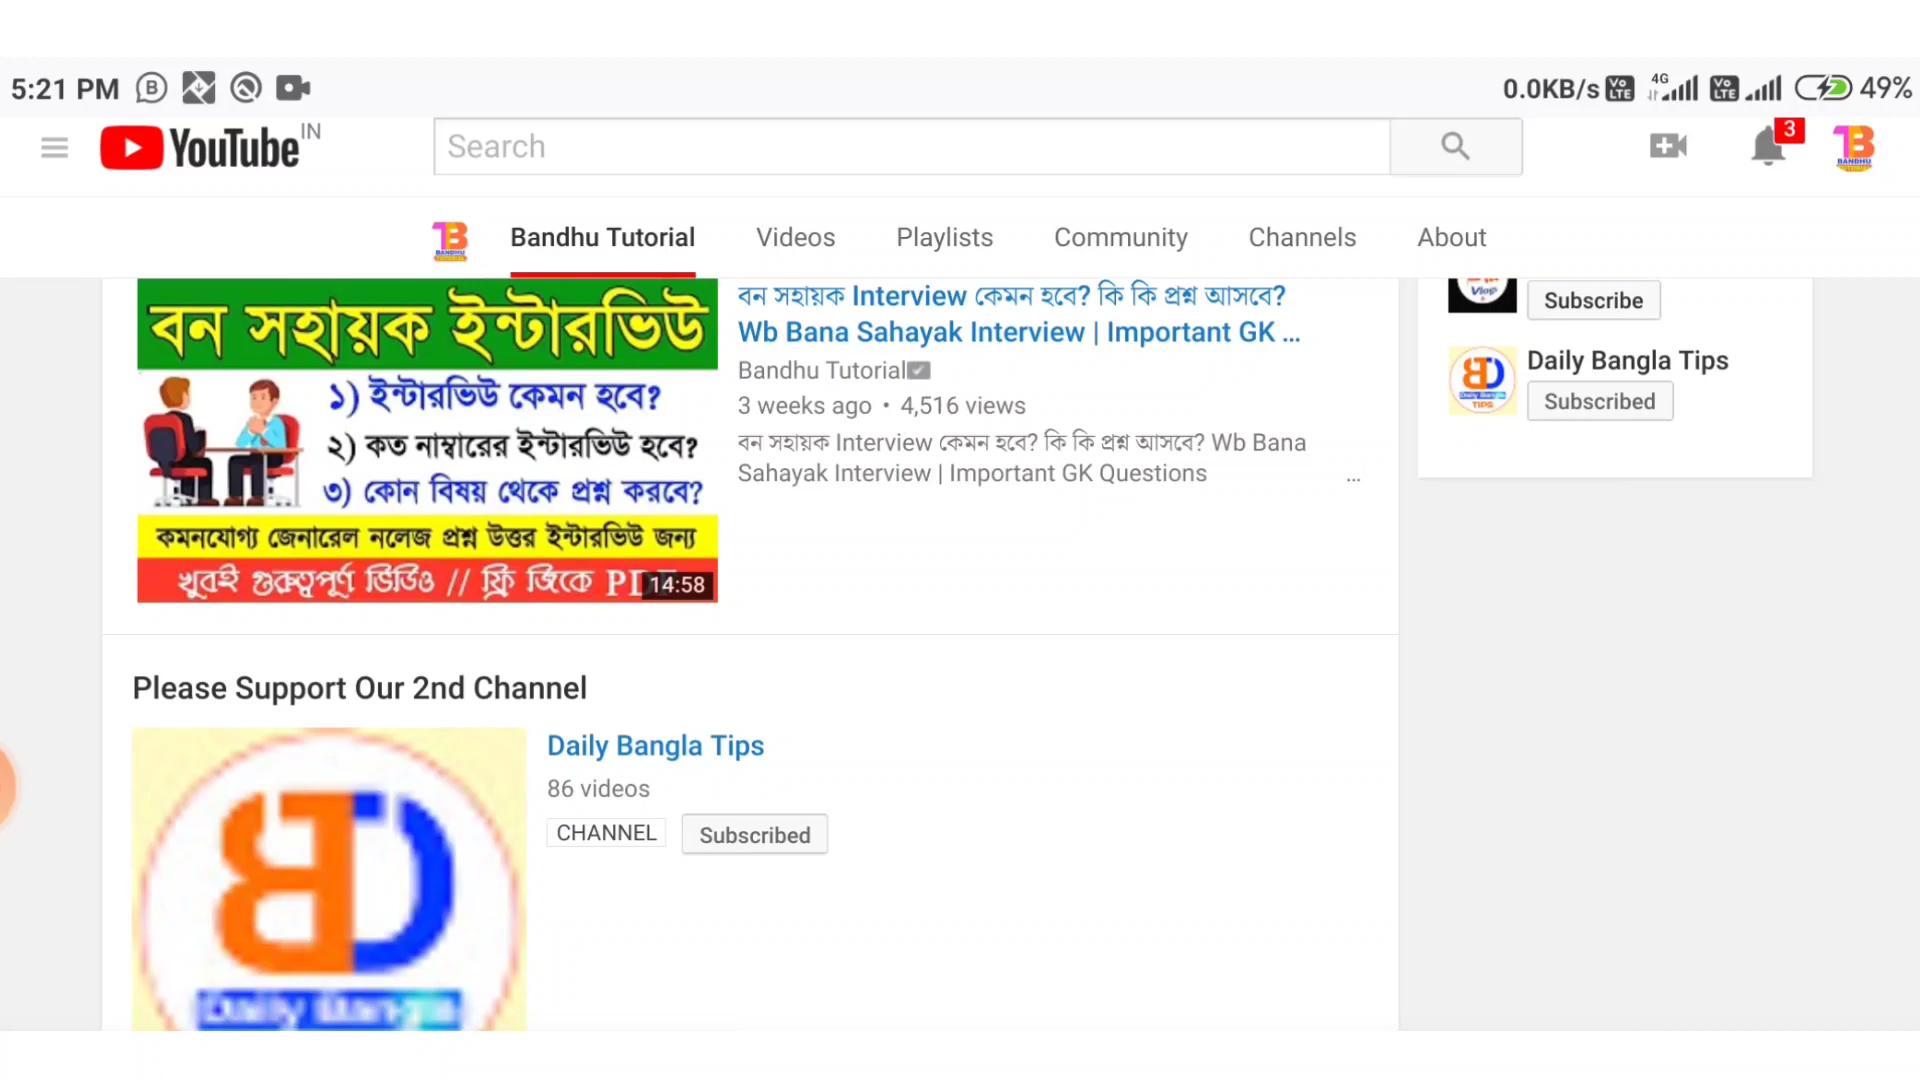 5:21 PM
0.0KB/s 4G 49%
YouTube IN
Search
3
Bandhu Tutorial Videos Playlists Community Channels About
বন সহায়ক ইন্টারভিউ
১) ইন্টারভিউ কেমন হবে?
২) কত নাম্বারের ইন্টারভিউ হবে?
৩) কোন বিষয় থেকে প্রশ্ন করবে?
কমনযোগ্য জেনারেল নলেজ প্রশ্ন উত্তর ইন্টারভিউ জন্য
খুবই গুরুত্বপূর্ণ ভিডিও // ফ্রি জিকে
14:58
বন সহায়ক Interview কেমন হবে? কি কি প্রশ্ন আসবে?
Wb Bana Sahayak Interview | Important GK ...
Bandhu Tutorial
3 weeks ago • 4,516 views
বন সহায়ক Interview কেমন হবে? কি কি প্রশ্ন আসবে? Wb Bana
Sahayak Interview | Important GK Questions ...
Vlog
Subscribe
Daily Bangla Tips
Subscribed
Please Support Our 2nd Channel
Daily Bangla Tips
86 videos
CHANNEL Subscribed
BD
Daily Bangla